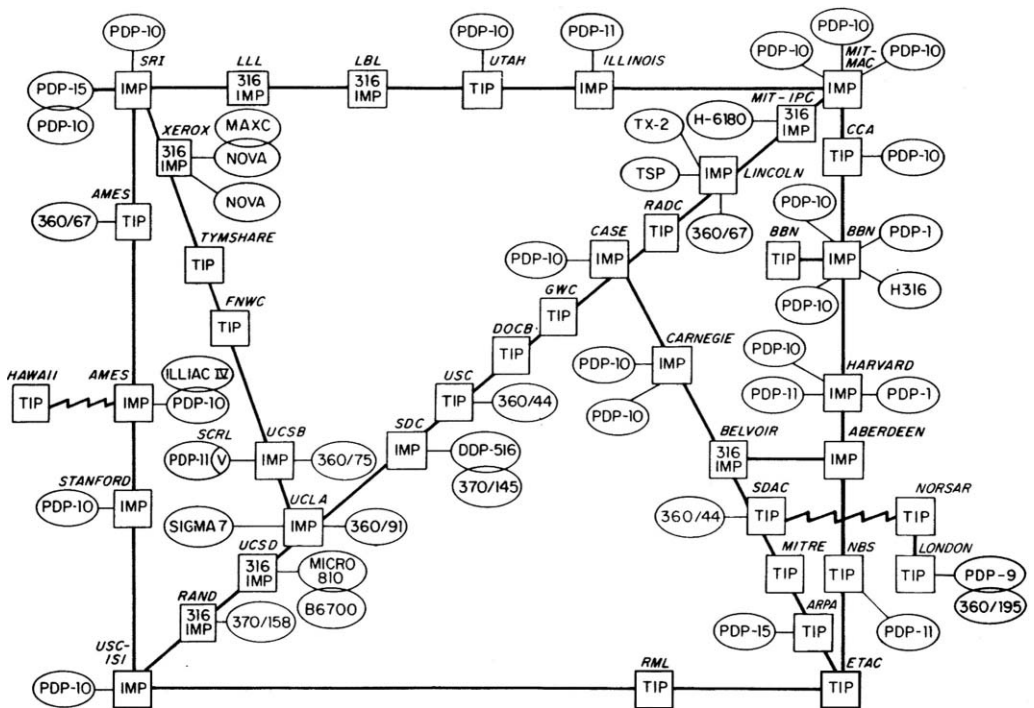 PDP-10
SRI
PDP-15
PDP-10
IMP
LLL
316
IMP
LBL
316
IMP
PDP-10
UTAH
TIP
PDP-11
ILLINOIS
IMP
PDP-10
PDP-10
PDP-10
MIT-
MAC
IMP
XEROX
316
IMP
MAXC
NOVA
NOVA
MIT-IPC
H-6180
316
IMP
CCA
TIP
PDP-10
TX-2
TSP
IMP
LINCOLN
360/67
AMES
360/67
TIP
TYMSHARE
TIP
RADC
TIP
CASE
PDP-10
IMP
BBN
TIP
PDP-10
BBN
IMP
PDP-1
PDP-10
H316
FNWC
TIP
GWC
TIP
DOCB
TIP
CARNEGIE
PDP-10
IMP
PDP-10
PDP-10
HARVARD
PDP-11
IMP
PDP-1
HAWAII
TIP
AMES
IMP
ILLIAC IV
PDP-10
USC
TIP
360/44
SCRL
PDP-11
V
UCSB
IMP
360/75
SDC
IMP
DDP-516
370/145
BELVOIR
316
IMP
ABERDEEN
IMP
STANFORD
PDP-10
IMP
UCLA
SIGMA 7
IMP
360/91
SDAC
360/44
TIP
NORSAR
TIP
UCSD
316
IMP
MICRO
810
B6700
MITRE
TIP
NBS
TIP
PDP-11
LONDON
TIP
PDP-9
360/195
RAND
316
IMP
370/158
ARPA
PDP-15
TIP
USC-
ISI
PDP-10
IMP
RML
TIP
ETAC
TIP